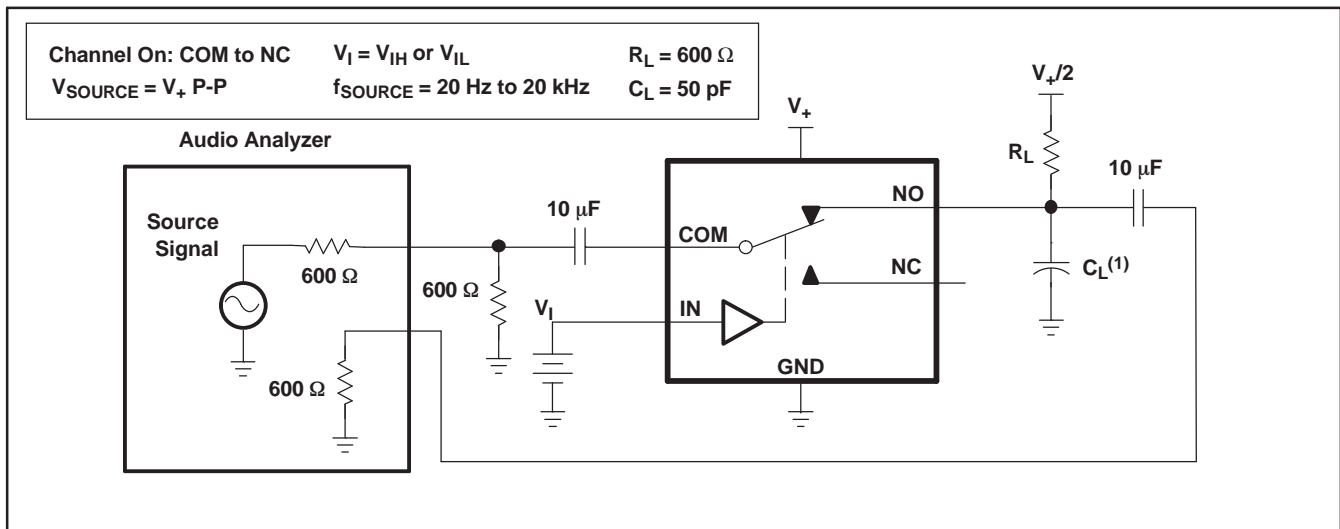 Channel On: COM to NC
V_I = V_IH or V_IL
R_L = 600 Ω
V_SOURCE = V_+ P-P
f_SOURCE = 20 Hz to 20 kHz
C_L = 50 pF
Audio Analyzer
Source
Signal
600 Ω
600 Ω
600 Ω
10 μF
V_I
V_+
COM
IN
NO
NC
GND
V_+/2
R_L
10 μF
C_L(1)